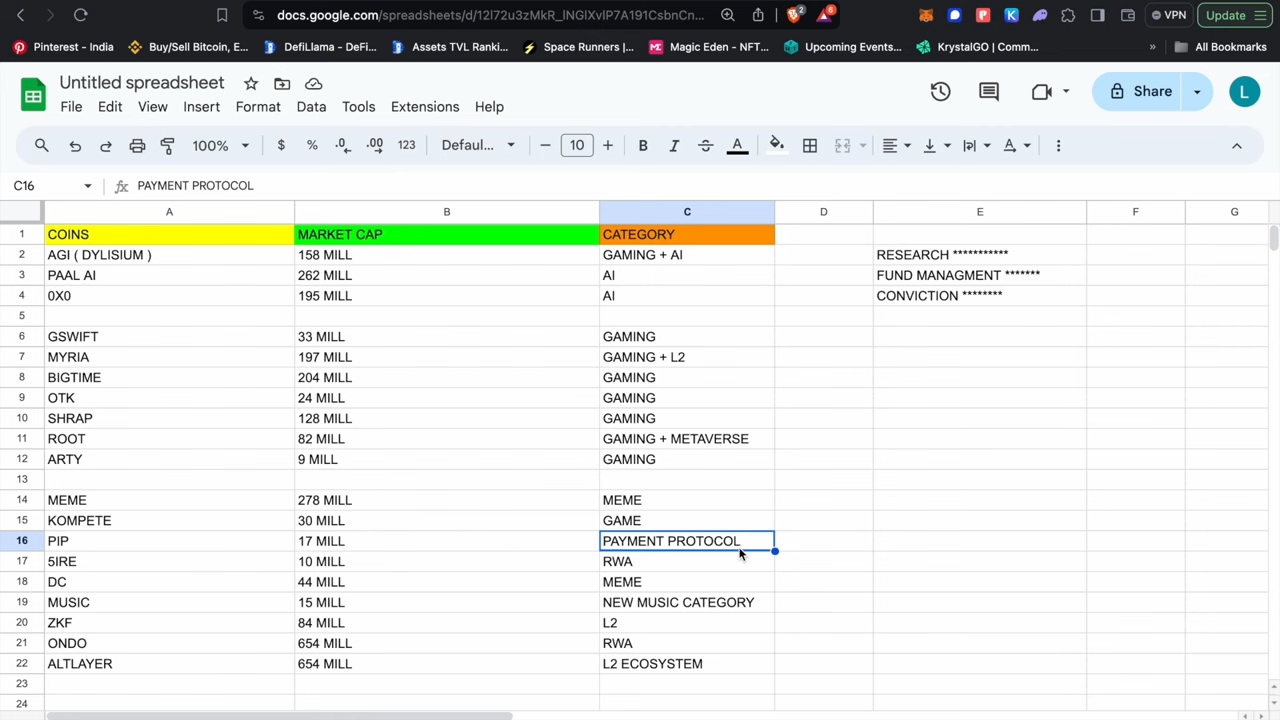 docs.google.com/spreadsheets/d/12I72u3zMkR_lNGlXvlP7A191CsbnCn...
2
6
VPN
Update
Pinterest - India
Buy/Sell Bitcoin, E...
DefiLlama - DeFi...
Assets TVL Ranki...
Space Runners |...
Magic Eden - NFT...
Upcoming Events...
KrystalGO | Comm...
»
All Bookmarks
Untitled spreadsheet
File Edit View Insert Format Data Tools Extensions Help
Share
L
100% $ % .0 .00 123 Defaul... 10 B I S A
C16 fx PAYMENT PROTOCOL
A B C D E F G
1 COINS MARKET CAP CATEGORY
2 AGI ( DYLISIUM ) 158 MILL GAMING + AI RESEARCH ***********
3 PAAL AI 262 MILL AI FUND MANAGMENT *******
4 0X0 195 MILL AI CONVICTION ********
5
6 GSWIFT 33 MILL GAMING
7 MYRIA 197 MILL GAMING + L2
8 BIGTIME 204 MILL GAMING
9 OTK 24 MILL GAMING
10 SHRAP 128 MILL GAMING
11 ROOT 82 MILL GAMING + METAVERSE
12 ARTY 9 MILL GAMING
13
14 MEME 278 MILL MEME
15 KOMPETE 30 MILL GAME
16 PIP 17 MILL PAYMENT PROTOCOL
17 5IRE 10 MILL RWA
18 DC 44 MILL MEME
19 MUSIC 15 MILL NEW MUSIC CATEGORY
20 ZKF 84 MILL L2
21 ONDO 654 MILL RWA
22 ALTLAYER 654 MILL L2 ECOSYSTEM
23
24